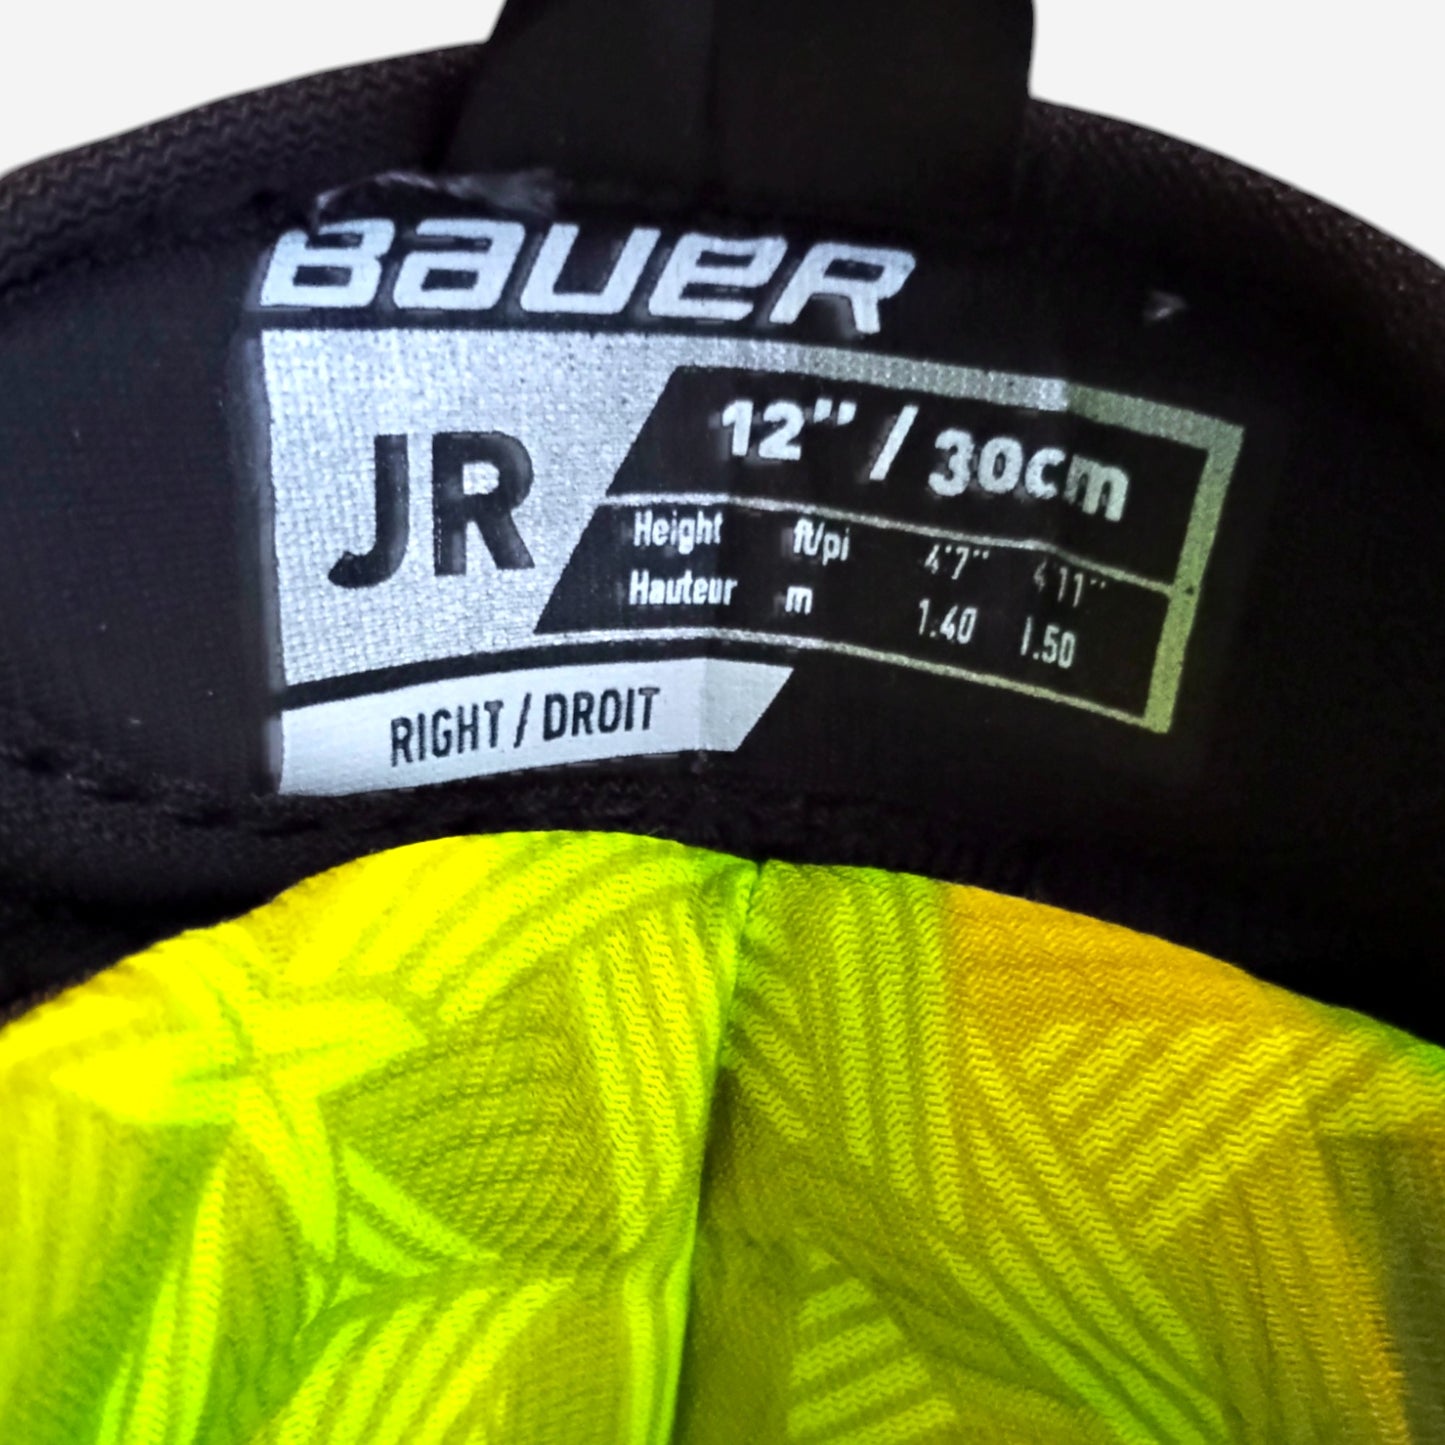 BAUER
JR
12" / 30cm
Height ft/pi 4'7" 4'11"
Hauteur m 1.40 1.50
RIGHT / DROIT